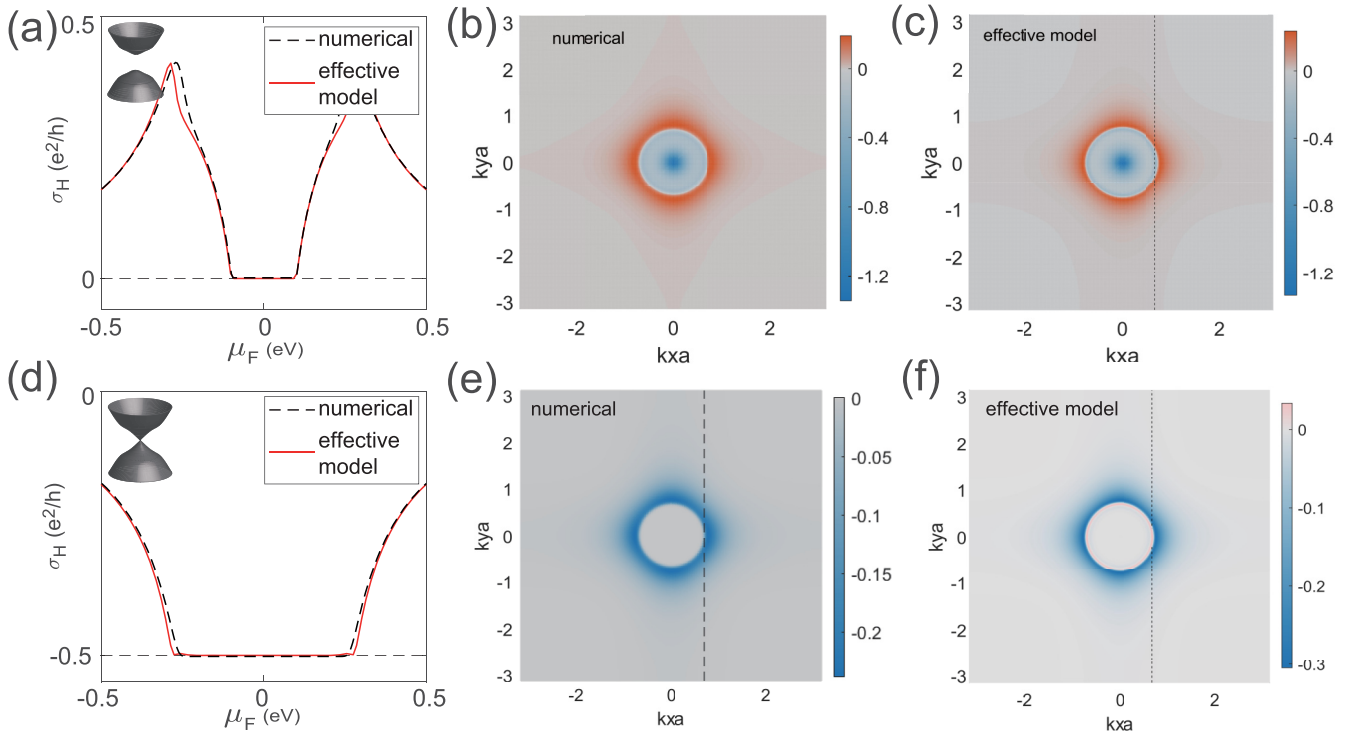 (a)
0.5
0
σH (e²/h)
numerical
effective
model
-0.5
0
0.5
μF (eV)
(b)
numerical
3
2
1
0
-1
-2
-3
kya
-2
0
2
kxa
0
-0.4
-0.8
-1.2
(c)
effective model
3
2
1
0
-1
-2
-3
kya
-2
0
2
kxa
0
-0.4
-0.8
-1.2
(d)
0
-0.5
σH (e²/h)
numerical
effective
model
-0.5
0
0.5
μF (eV)
(e)
numerical
3
2
1
0
-1
-2
-3
kya
-2
0
2
kxa
0
-0.05
-0.1
-0.15
-0.2
(f)
effective model
3
2
1
0
-1
-2
-3
kya
-2
0
2
kxa
0
-0.1
-0.2
-0.3